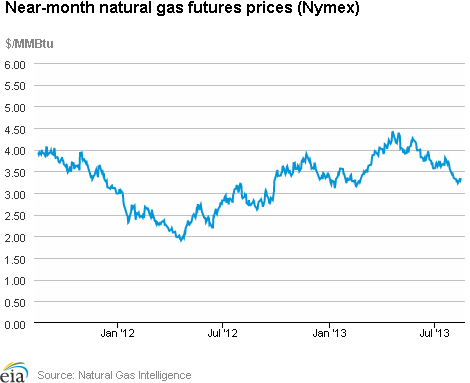 Near-month natural gas futures prices (Nymex)
$/MMBtu
6.00
5.50
5.00
4.50
4.00
3.50
3.00
2.50
2.00
1.50
1.00
0.50
0.00
Jan '12
Jul '12
Jan '13
Jul '13
eia
Source: Natural Gas Intelligence